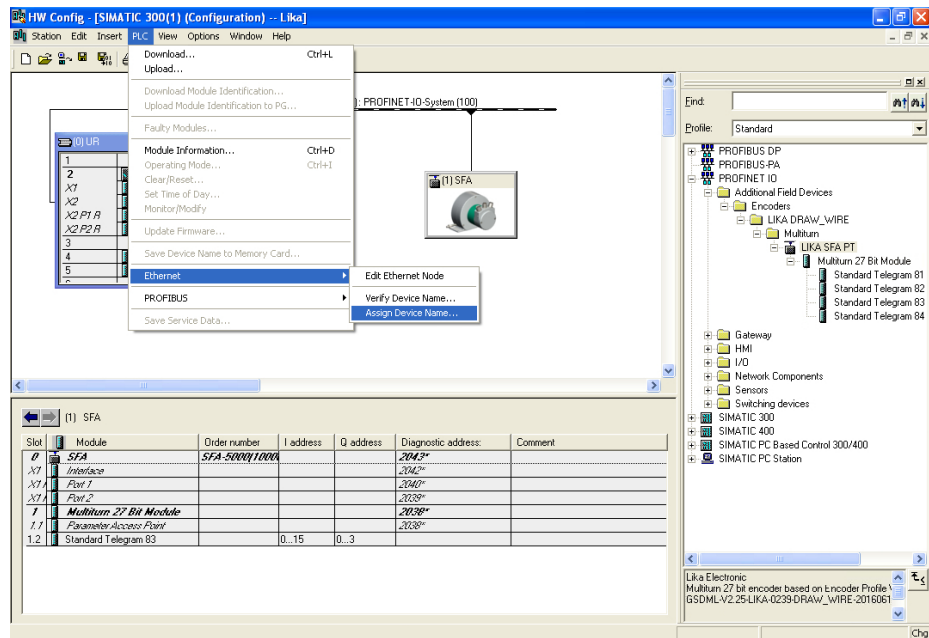 HW Config - [SIMATIC 300(1) (Configuration) -- Lika]
Station Edit Insert PLC View Options Window Help
Download... Ctrl+L
Upload...
Download Module Identification...
Upload Module Identification to PG...
Faulty Modules...
Module Information... Ctrl+D
Operating Mode... Ctrl+I
Clear/Reset...
Set Time of Day...
Monitor/Modify
Update Firmware...
Save Device Name to Memory Card...
Ethernet
PROFIBUS
Save Service Data...
Edit Ethernet Node
Verify Device Name...
Assign Device Name...
(0) UR
1
2
X1
X2
X2 P1 R
X2 P2 R
3
4
5
): PROFINET-IO-System (100)
(1) SFA
Find:
Profile: Standard
PROFIBUS DP
PROFIBUS-PA
PROFINET IO
Additional Field Devices
Encoders
LIKA DRAW_WIRE
Multiturn
LIKA SFA PT
Multiturn 27 Bit Module
Standard Telegram 81
Standard Telegram 82
Standard Telegram 83
Standard Telegram 84
Gateway
HMI
I/O
Network Components
Sensors
Switching devices
SIMATIC 300
SIMATIC 400
SIMATIC PC Based Control 300/400
SIMATIC PC Station
(1) SFA
Slot Module Order number I address Q address Diagnostic address: Comment
0 SFA SFA-5000(1000 2043*
X1 Interface 2042*
X1 Port 1 2040*
X1 Port 2 2039*
1 Multiturn 27 Bit Module 2038*
1.1 Parameter Access Point 2038*
1.2 Standard Telegram 83 0...15 0...3
Lika Electronic
Multiturn 27 bit encoder based on Encoder Profile
GSDML-V2.25-LIKA-0239-DRAW_WIRE-2016061
Chg